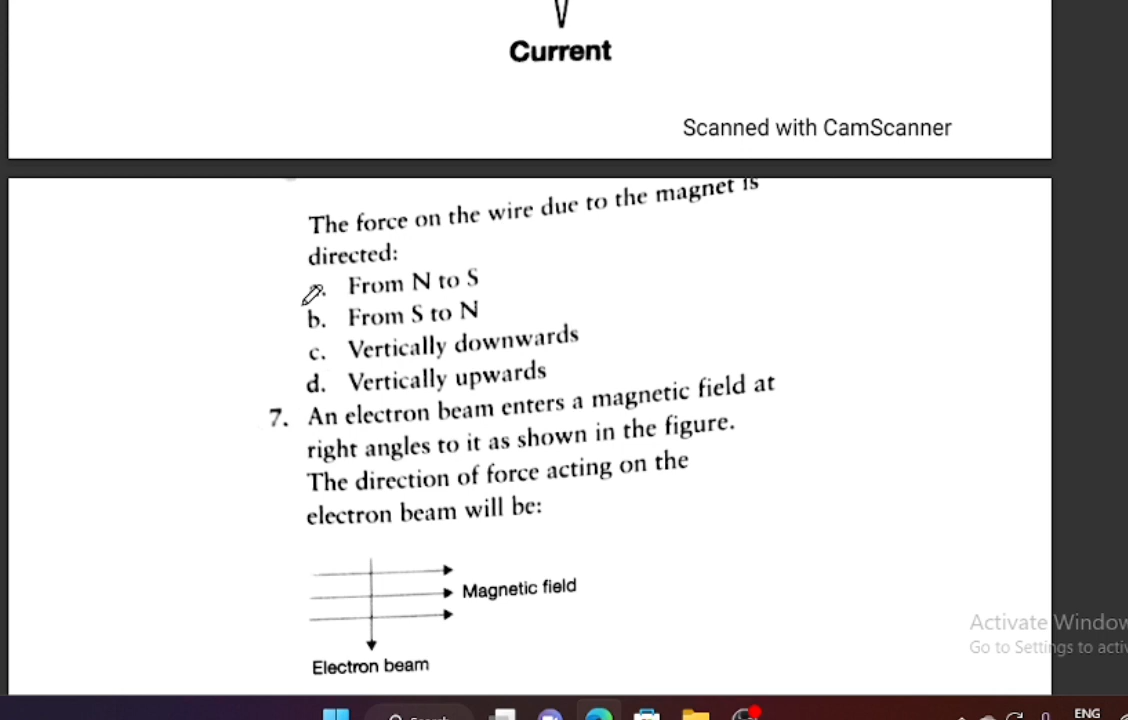 Current
Scanned with CamScanner
The force on the wire due to the magnet is
directed:
From N to S
b. From S to N
c. Vertically downwards
d. Vertically upwards
7. An electron beam enters a magnetic field at
right angles to it as shown in the figure.
The direction of force acting on the
electron beam will be:
Magnetic field
Electron beam
Activate Window
Go to Settings to activ
ENG